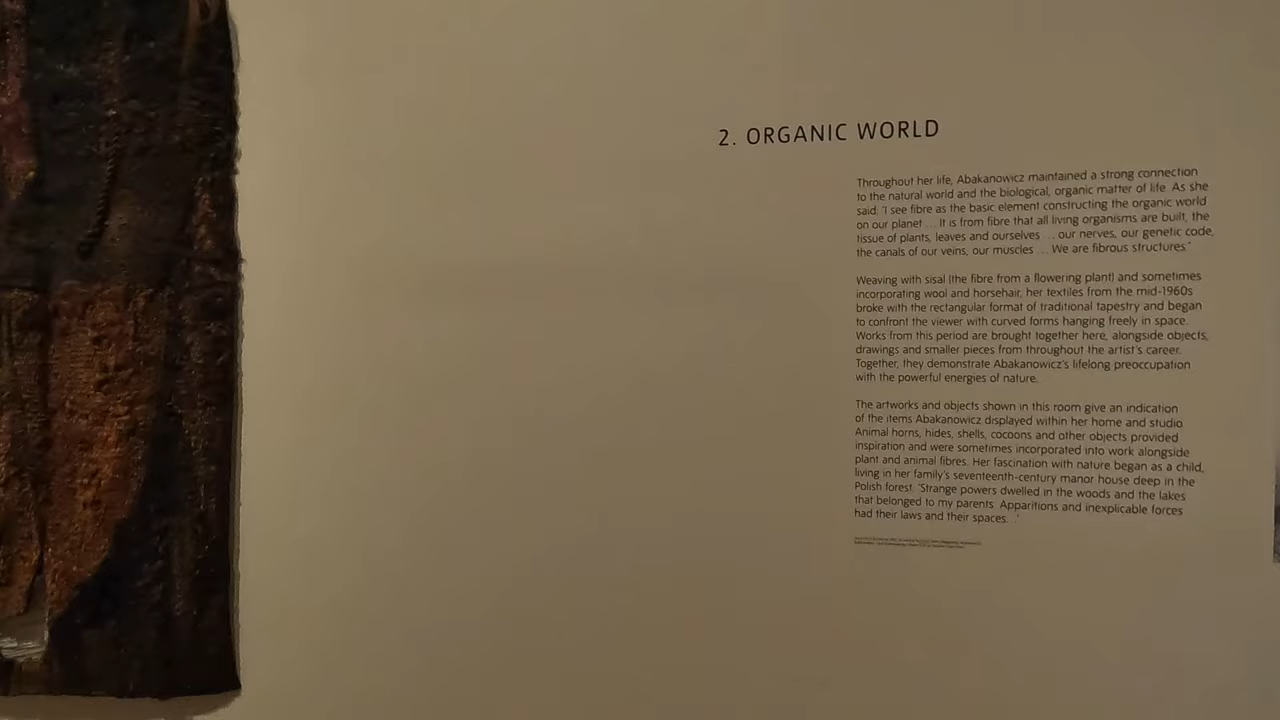 2. ORGANIC WORLD
Throughout her life, Abakanowicz maintained a strong connection
to the natural world and the biological, organic matter of life. As she
said: 'I see fibre as the basic element constructing the organic world
on our planet ... It is from fibre that all living organisms are built, the
tissue of plants, leaves and ourselves ... our nerves, our genetic code,
the canals of our veins, our muscles ... We are fibrous structures.'
Weaving with sisal (the fibre from a flowering plant) and sometimes
incorporating wool and horsehair, her textiles from the mid-1960s
broke with the rectangular format of traditional tapestry and began
to confront the viewer with curved forms hanging freely in space.
Works from this period are brought together here, alongside objects,
drawings and smaller pieces from throughout the artist's career.
Together, they demonstrate Abakanowicz's lifelong preoccupation
with the powerful energies of nature.
The artworks and objects shown in this room give an indication
of the items Abakanowicz displayed within her home and studio.
Animal horns, hides, shells, cocoons and other objects provided
inspiration and were sometimes incorporated into work alongside
plant and animal fibres. Her fascination with nature began as a child,
living in her family's seventeenth-century manor house deep in the
Polish forest. 'Strange powers dwelled in the woods and the lakes
that belonged to my parents. Apparitions and inexplicable forces
had their laws and their spaces...'